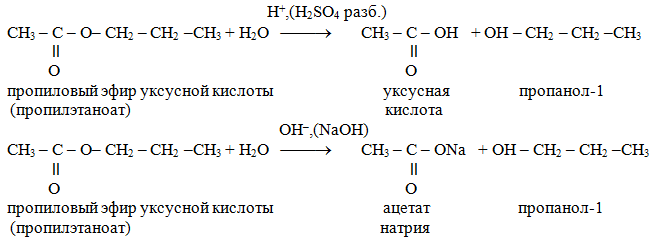 H⁺,(H₂SO₄ разб.)
CH₃ – C – O– CH₂ – CH₂ –CH₃ + H₂O ⟶ CH₃ – C – OH + OH – CH₂ – CH₂ –CH₃
|| ||
O O
пропиловый эфир уксусной кислоты уксусная пропанол-1
(пропилэтаноат) кислота
OH⁻,(NaOH)
CH₃ – C – O– CH₂ – CH₂ –CH₃ + H₂O ⟶ CH₃ – C – ONa + OH – CH₂ – CH₂ –CH₃
|| ||
O O
пропиловый эфир уксусной кислоты ацетат пропанол-1
(пропилэтаноат) натрия